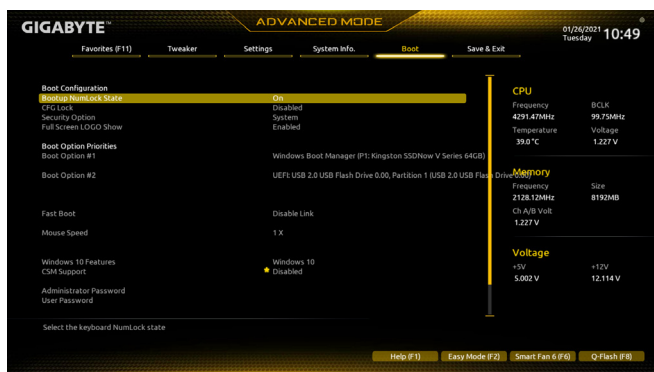 GIGABYTE™
ADVANCED MODE
01/26/2021 Tuesday 10:49
Favorites (F11) Tweaker Settings System Info. Boot Save & Exit
Boot Configuration
Bootup NumLock State On
CFG Lock Disabled
Security Option System
Full Screen LOGO Show Enabled
Boot Option Priorities
Boot Option #1 Windows Boot Manager (P1: Kingston SSDNow V Series 64GB)
Boot Option #2 UEFI: USB 2.0 USB Flash Drive 0.00, Partition 1 (USB 2.0 USB Flash Drive 0.00)
Fast Boot Disable Link
Mouse Speed 1 X
Windows 10 Features Windows 10
CSM Support Disabled
Administrator Password
User Password
Select the keyboard NumLock state
CPU
Frequency BCLK
4291.47MHz 99.75MHz
Temperature Voltage
39.0 °C 1.227 V
Memory
Frequency Size
2128.12MHz 8192MB
Ch A/B Volt
1.227 V
Voltage
+5V +12V
5.002 V 12.114 V
Help (F1) Easy Mode (F2) Smart Fan 6 (F6) Q-Flash (F8)